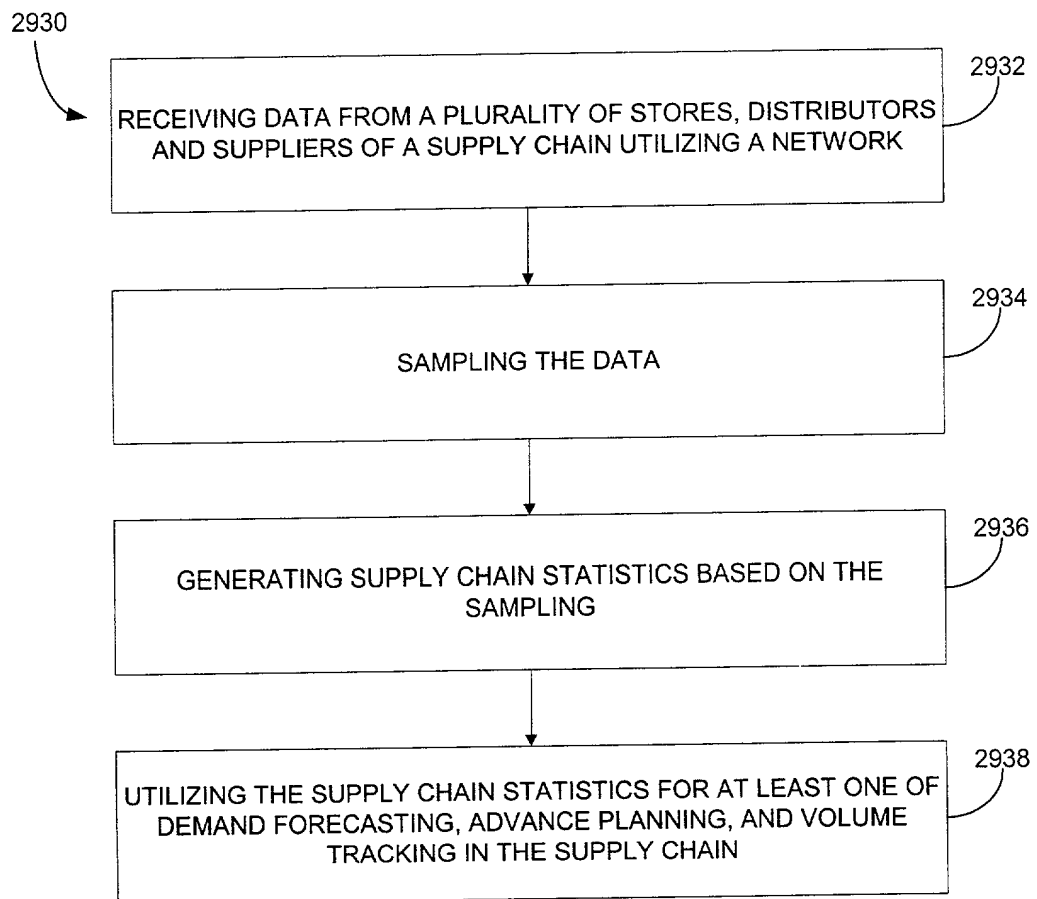 2930
2932
RECEIVING DATA FROM A PLURALITY OF STORES, DISTRIBUTORS
AND SUPPLIERS OF A SUPPLY CHAIN UTILIZING A NETWORK
2934
SAMPLING THE DATA
2936
GENERATING SUPPLY CHAIN STATISTICS BASED ON THE
SAMPLING
2938
UTILIZING THE SUPPLY CHAIN STATISTICS FOR AT LEAST ONE OF
DEMAND FORECASTING, ADVANCE PLANNING, AND VOLUME
TRACKING IN THE SUPPLY CHAIN